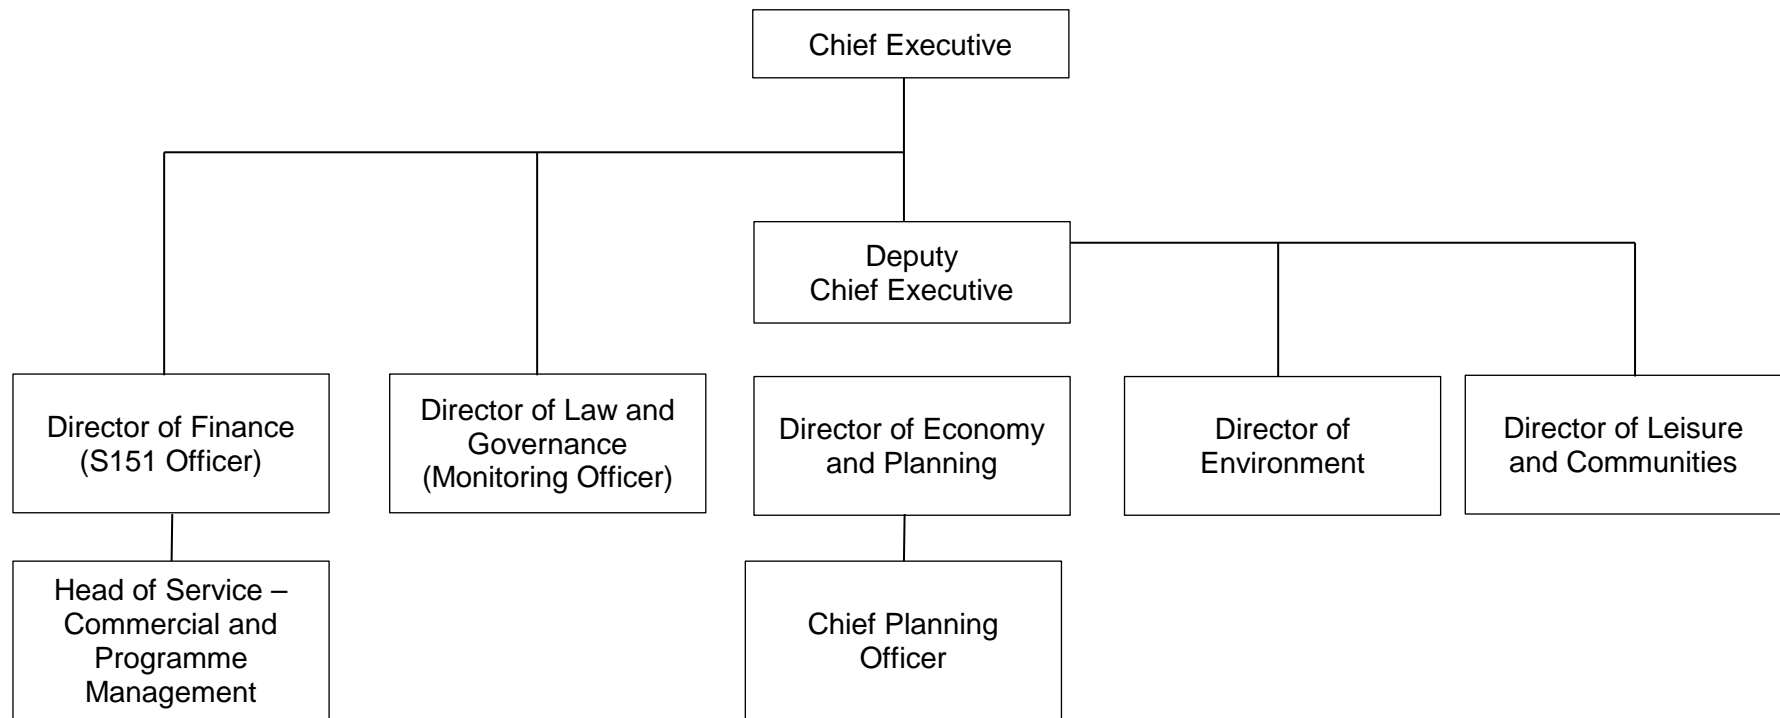 Chief Executive
Deputy
Chief Executive
Director of Finance
(S151 Officer)
Director of Law and
Governance
(Monitoring Officer)
Director of Economy
and Planning
Director of
Environment
Director of Leisure
and Communities
Head of Service –
Commercial and
Programme
Management
Chief Planning
Officer